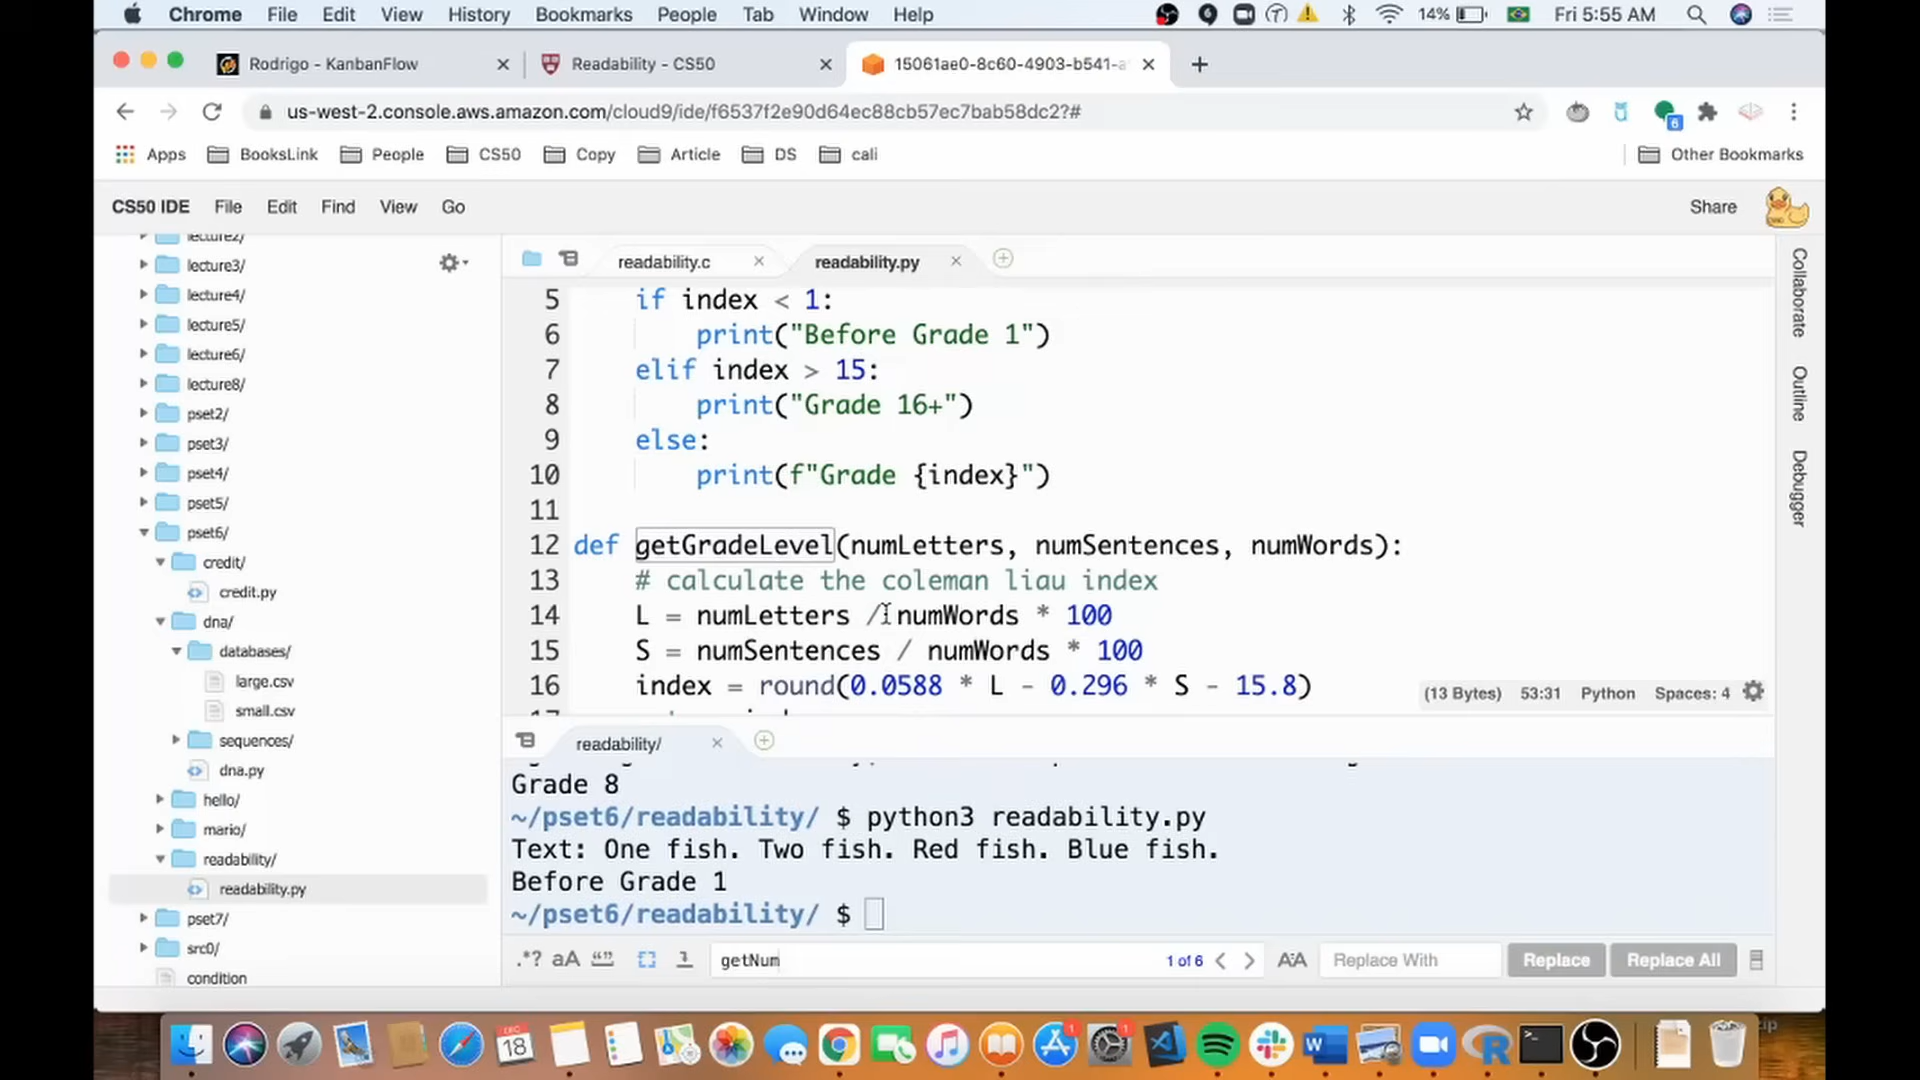 Chrome File Edit View History Bookmarks People Tab Window Help 14% Fri 5:55 AM
Rodrigo - KanbanFlow Readability - CS50 15061ae0-8c60-4903-b541-a
us-west-2.console.aws.amazon.com/cloud9/ide/f6537f2e90d64ec88cb57ec7bab58dc2?# 6
Apps BooksLink People CS50 Copy Article DS cali Other Bookmarks
CS50 IDE File Edit Find View Go Share
lecture2/
lecture3/
lecture4/
lecture5/
lecture6/
lecture8/
pset2/
pset3/
pset4/
pset5/
pset6/
credit/
credit.py
dna/
databases/
large.csv
small.csv
sequences/
dna.py
hello/
mario/
readability/
readability.py
pset7/
src0/
condition
readability.c readability.py
5 if index < 1:
6 print("Before Grade 1")
7 elif index > 15:
8 print("Grade 16+")
9 else:
10 print(f"Grade {index}")
11
12 def getGradeLevel(numLetters, numSentences, numWords):
13 # calculate the coleman liau index
14 L = numLetters / numWords * 100
15 S = numSentences / numWords * 100
16 index = round(0.0588 * L - 0.296 * S - 15.8)
(13 Bytes) 53:31 Python Spaces: 4
Collaborate
Outline
Debugger
readability/
Grade 8
~/pset6/readability/ $ python3 readability.py
Text: One fish. Two fish. Red fish. Blue fish.
Before Grade 1
~/pset6/readability/ $
.*? aA getNum 1 of 6 AA Replace With Replace Replace All
DEC
18
1 1
zip